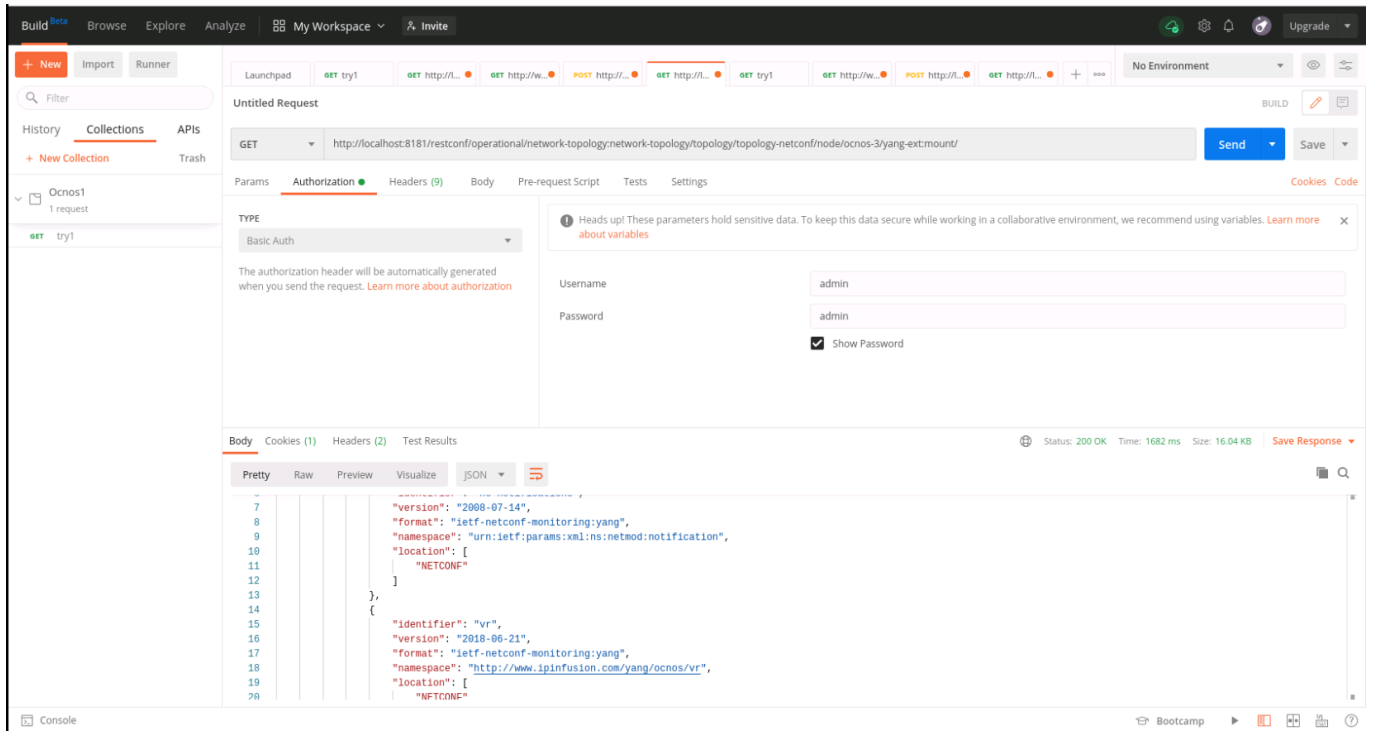 Build Beta Browse Explore Analyze My Workspace Invite Upgrade
+ New Import Runner
Launchpad GET try1 GET http://l... GET http://w... POST http://... GET http://l... GET try1 GET http://w... POST http://l... GET http://l... + ooo No Environment
Filter
Untitled Request BUILD
History Collections APIs
GET http://localhost:8181/restconf/operational/network-topology:network-topology/topology/topology-netconf/node/ocnos-3/yang-ext:mount/ Send Save
+ New Collection Trash
Params Authorization Headers (9) Body Pre-request Script Tests Settings Cookies Code
Ocnos1
1 request
GET try1
TYPE
Basic Auth
The authorization header will be automatically generated
when you send the request. Learn more about authorization
Heads up! These parameters hold sensitive data. To keep this data secure while working in a collaborative environment, we recommend using variables. Learn more
about variables
Username admin
Password admin
Show Password
Body Cookies (1) Headers (2) Test Results Status: 200 OK Time: 1682 ms Size: 16.04 KB Save Response
Pretty Raw Preview Visualize JSON
7 "version": "2008-07-14",
8 "format": "ietf-netconf-monitoring:yang",
9 "namespace": "urn:ietf:params:xml:ns:netmod:notification",
10 "location": [
11 "NETCONF"
12 ]
13 },
14 {
15 "identifier": "vr",
16 "version": "2018-06-21",
17 "format": "ietf-netconf-monitoring:yang",
18 "namespace": "http://www.ipinfusion.com/yang/ocnos/vr",
19 "location": [
20 "NETCONF"
Console Bootcamp